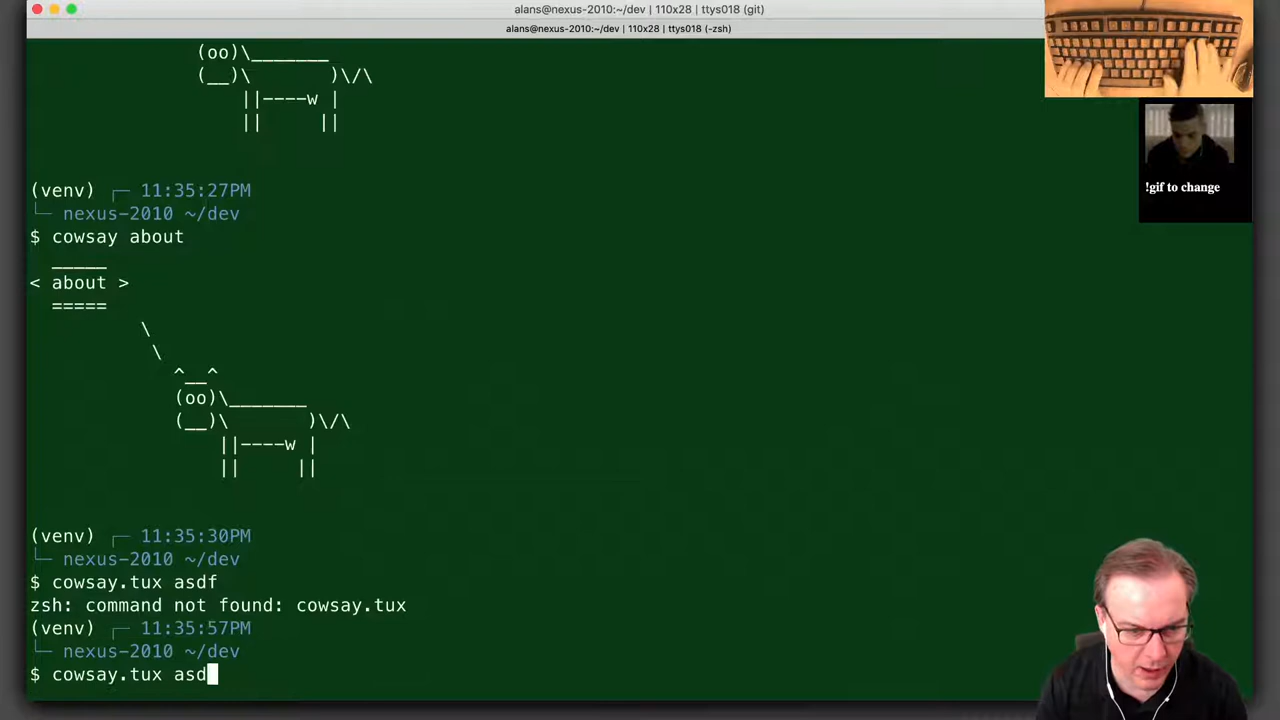 alans@nexus-2010:~/dev | 110x28 | ttys018 (git)
alans@nexus-2010:~/dev | 110x28 | ttys018 (-zsh)
(oo)\_______
(__)\       )\/\
||----w |
||     ||
!gif to change
(venv) ┌─ 11:35:27PM
└─ nexus-2010 ~/dev
$ cowsay about
_____
< about >
=====
\
\
^__^
(oo)\_______
(__)\       )\/\
||----w |
||     ||
(venv) ┌─ 11:35:30PM
└─ nexus-2010 ~/dev
$ cowsay.tux asdf
zsh: command not found: cowsay.tux
(venv) ┌─ 11:35:57PM
└─ nexus-2010 ~/dev
$ cowsay.tux asd